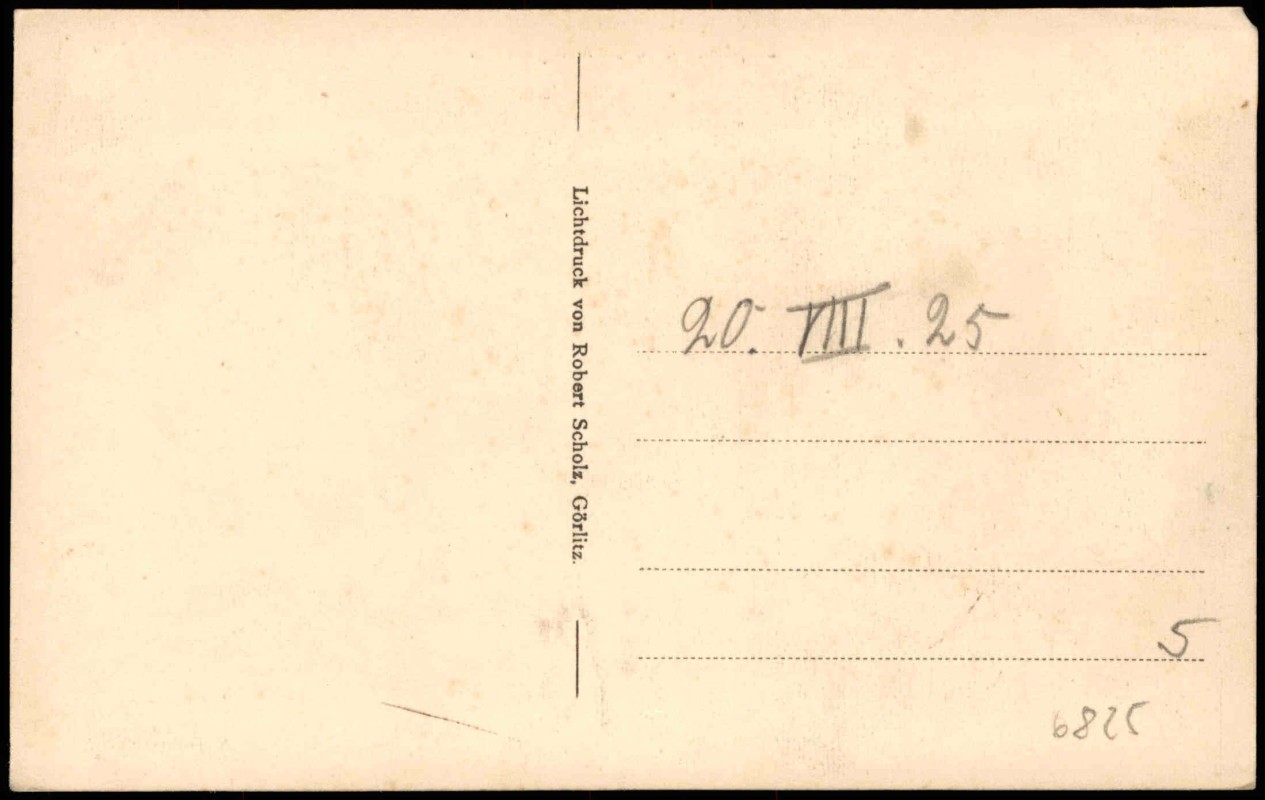 Lichtdruck von Robert Scholz, Görlitz.
20. VIII. 25
5
6825